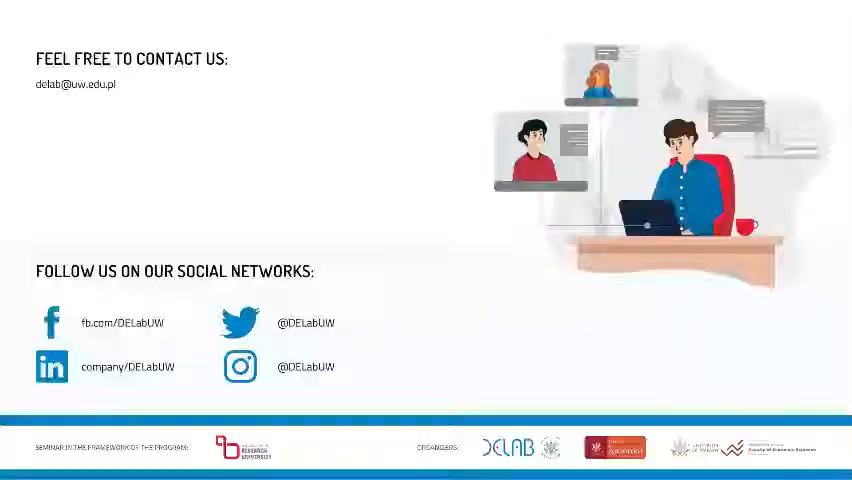 FEEL FREE TO CONTACT US:
delab@uw.edu.pl
FOLLOW US ON OUR SOCIAL NETWORKS:
fb.com/DELabUW
@DELabUW
company/DELabUW
@DELabUW
SEMINAR IN THE FRAMEWORK OF THE PROGRAM:
RESEARCH
UNIVERSITY
ORGANIZERS:
DELAB
SOCIOLOGY
UNIVERSITY
OF WARSAW
Faculty of Economic Sciences